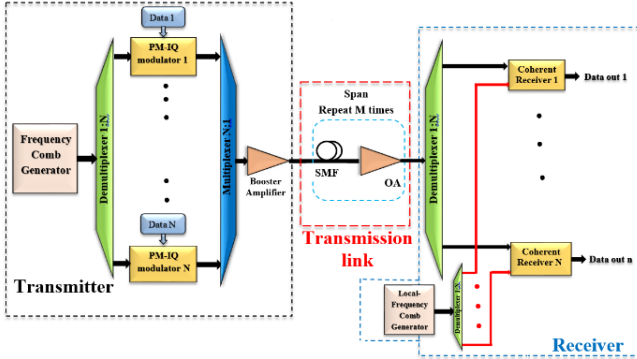 Data 1
PM-IQ
modulator 1
Frequency
Comb
Generator
Demultiplexer 1:N
Multiplexer N:1
Booster
Amplifier
Data N
PM-IQ
modulator N
Transmitter
Span
Repeat M times
SMF
OA
Transmission
link
Demultiplexer 1:N
Coherent
Receiver 1
Data out 1
Coherent
Receiver N
Data out n
Local-
Frequency
Comb
Generator
Demultiplexer 1:N
Receiver